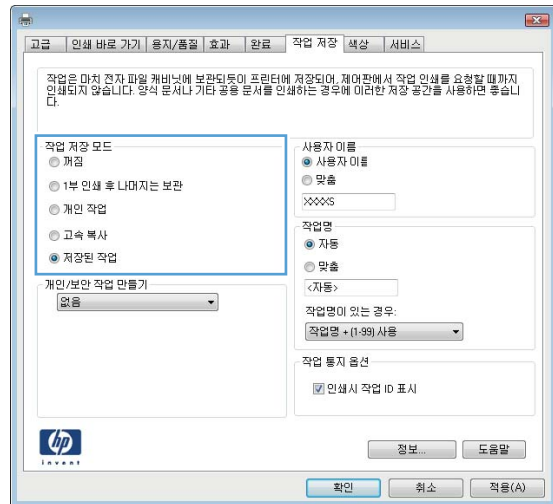 고급 인쇄 바로 가기 용지/품질 효과 완료 작업 저장 색상 서비스
작업은 마치 전자 파일 캐비닛에 보관되듯이 프린터에 저장되어, 제어판에서 작업 인쇄를 요청할 때까지
인쇄되지 않습니다. 양식 문서나 기타 공용 문서를 인쇄하는 경우에 이러한 저장 공간을 사용하면 좋습니
다.
작업 저장 모드
꺼짐
1부 인쇄 후 나머지는 보관
개인 작업
고속 복사
저장된 작업
개인/보안 작업 만들기
없음
사용자 이름
사용자 이름
맞춤
XXXXS
작업명
자동
맞춤
<자동>
작업명이 있는 경우:
작업명 + (1-99) 사용
작업 통지 옵션
인쇄시 작업 ID 표시
hp
invent
정보... 도움말
확인 취소 적용(A)